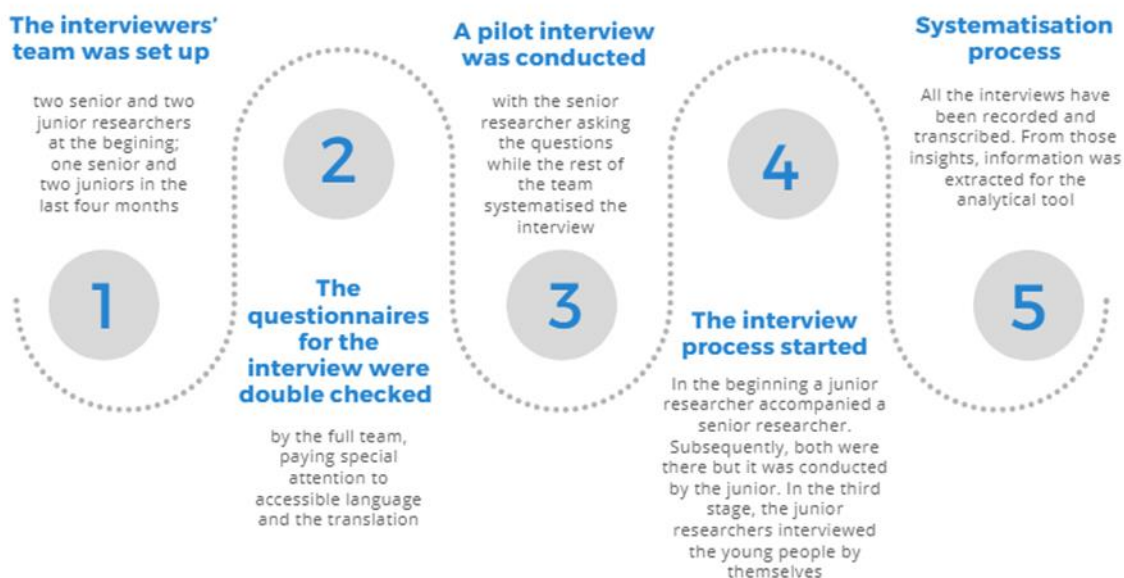 The interviewers'
team was set up
two senior and two
junior researchers
at the begining;
one senior and
two juniors in the
last four months
1
2
The
questionnaires
for the
interview were
double checked
by the full team,
paying special
attention to
accessible language
and the translation
A pilot interview
was conducted
with the senior
researcher asking
the questions
while the rest of
the team
systematised the
interview
3
4
The interview
process started
In the beginning a junior
researcher accompanied a
senior researcher.
Subsequently, both were
there but it was conducted
by the junior. In the third
stage, the junior
researchers interviewed
the young people by
themselves
Systematisation
process
All the interviews have
been recorded and
transcribed. From those
insights, information was
extracted for the
analytical tool
5